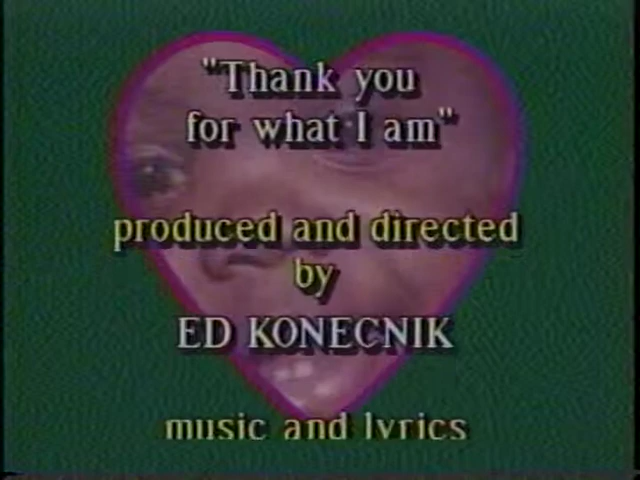 "Thank you
for what I am"
produced and directed
by
ED KONECNIK
music and lyrics